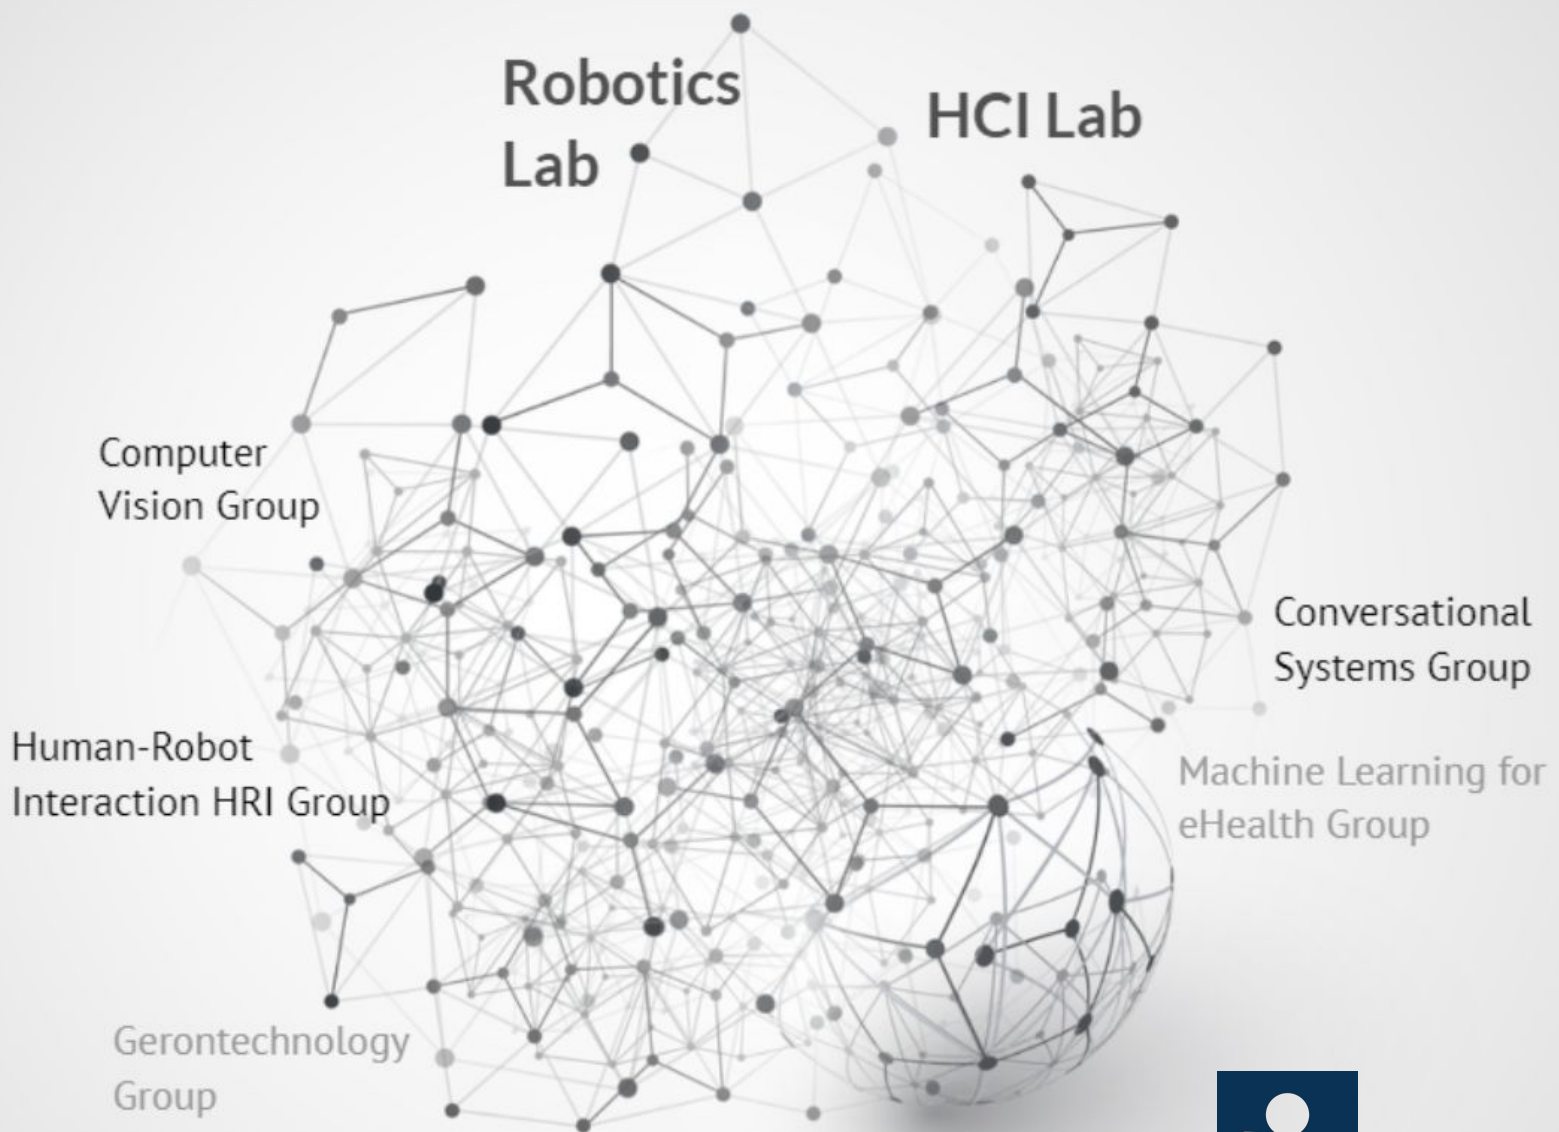 Robotics
Lab
HCI Lab
Computer
Vision Group
Conversational
Systems Group
Human-Robot
Interaction HRI Group
Machine Learning for
eHealth Group
Gerontechnology
Group